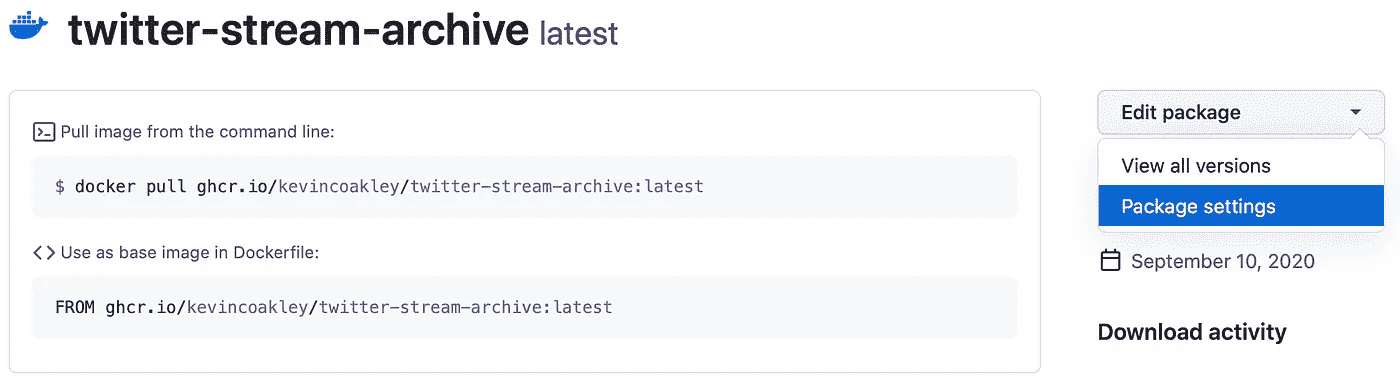 twitter-stream-archive latest
Pull image from the command line:
$ docker pull ghcr.io/kevincoakley/twitter-stream-archive:latest
Use as base image in Dockerfile:
FROM ghcr.io/kevincoakley/twitter-stream-archive:latest
Edit package
View all versions
Package settings
September 10, 2020
Download activity